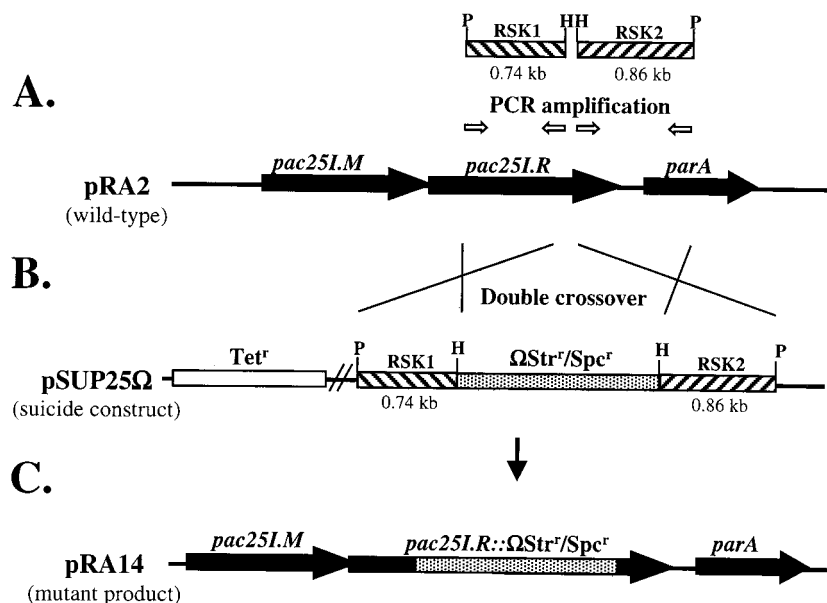 P HH P
RSK1 RSK2
0.74 kb 0.86 kb
A.
PCR amplification
pac25I.M pac25I.R parA
pRA2
(wild-type)
B.
Double crossover
P H H P
Tetʳ RSK1 ΩStrʳ/Spcʳ RSK2
pSUP25Ω
(suicide construct)
0.74 kb 0.86 kb
C.
pac25I.M pac25I.R::ΩStrʳ/Spcʳ parA
pRA14
(mutant product)